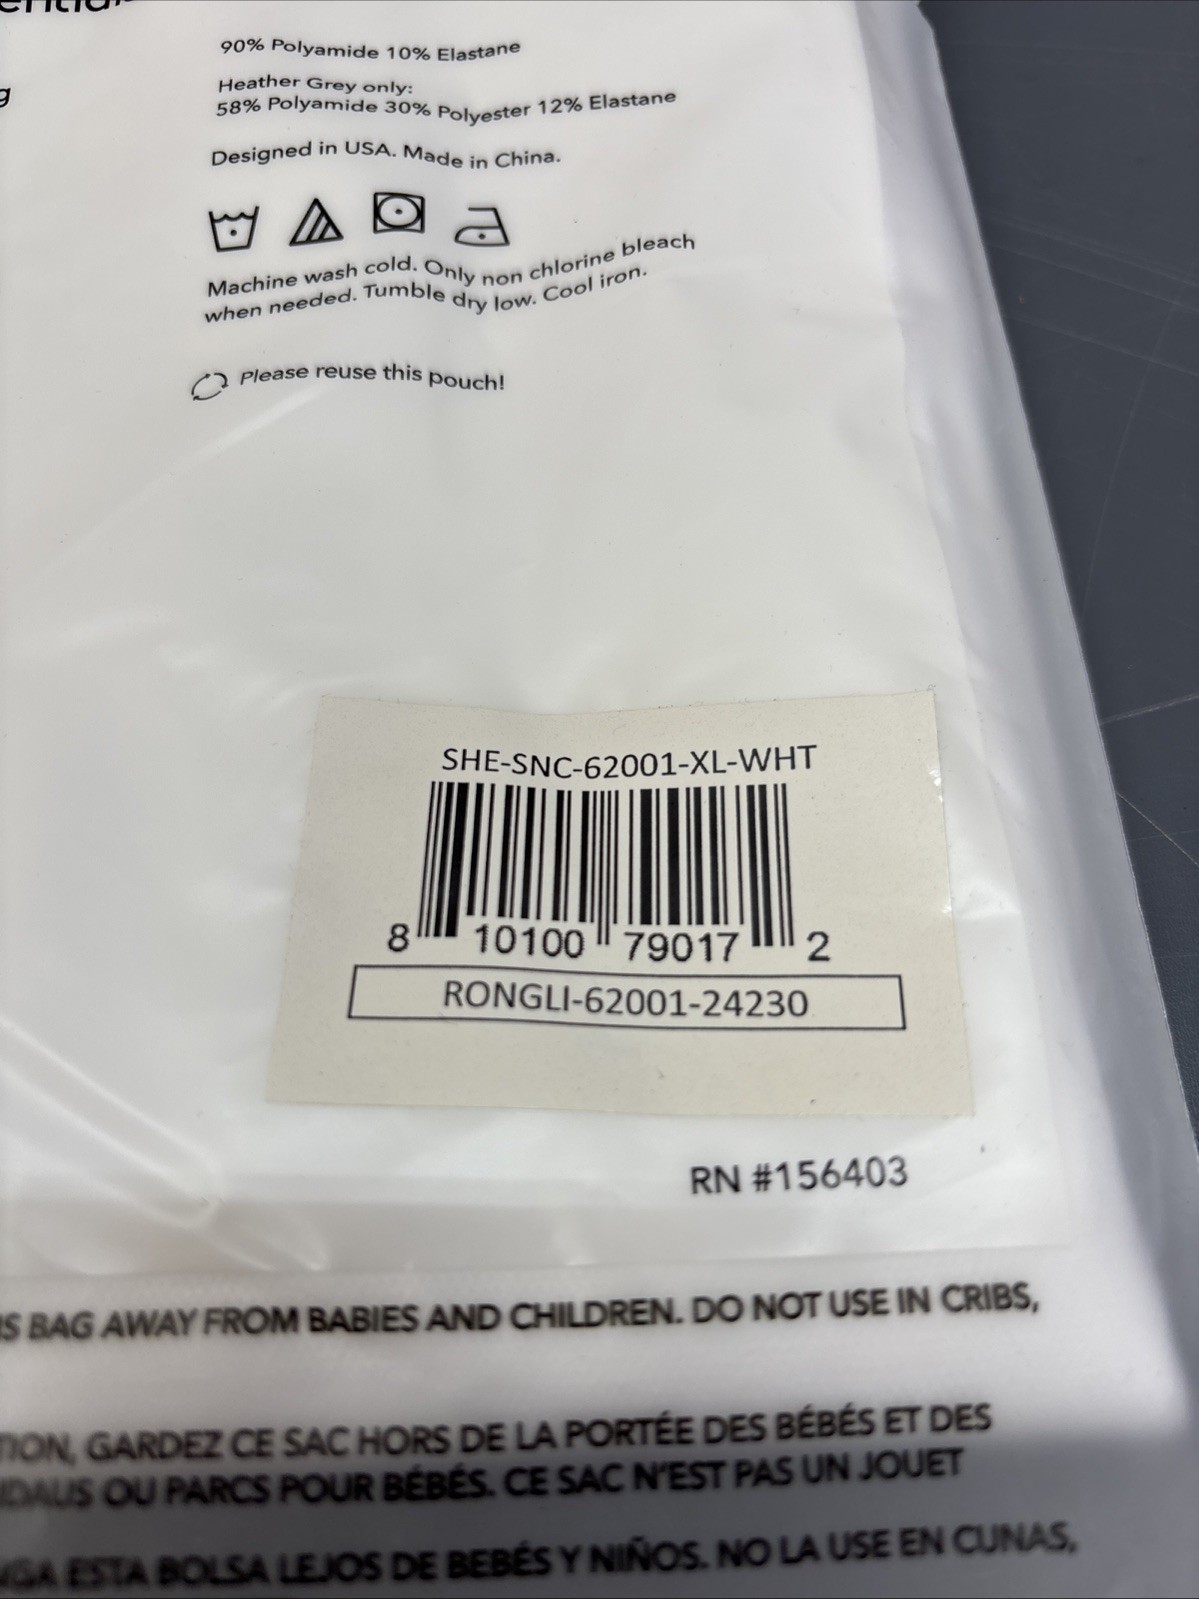 90% Polyamide 10% Elastane
Heather Grey only:
58% Polyamide 30% Polyester 12% Elastane
Designed in USA. Made in China.
Machine wash cold. Only non chlorine bleach
when needed. Tumble dry low. Cool iron.
Please reuse this pouch!
SHE-SNC-62001-XL-WHT
8 10100 79017 2
RONGLI-62001-24230
RN #156403
BAG AWAY FROM BABIES AND CHILDREN. DO NOT USE IN CRIBS,
GARDEZ CE SAC HORS DE LA PORTÉE DES BÉBÉS ET DES
OU PARCS POUR BÉBÉS. CE SAC N'EST PAS UN JOUET
ESTA BOLSA LEJOS DE BEBÉS Y NIÑOS. NO LA USE EN CUNAS,